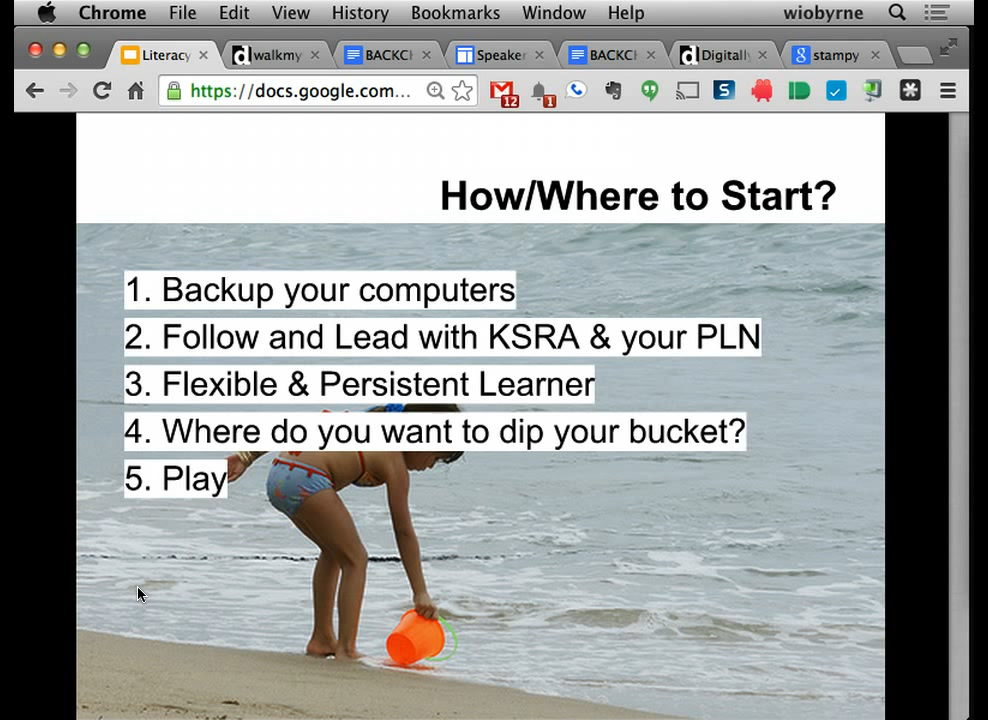 Chrome File Edit View History Bookmarks Window Help wiobyrne
Literacy walkmy BACKCH Speaker BACKCH Digitally stampy
https://docs.google.com...
12 1
How/Where to Start?
1. Backup your computers
2. Follow and Lead with KSRA & your PLN
3. Flexible & Persistent Learner
4. Where do you want to dip your bucket?
5. Play